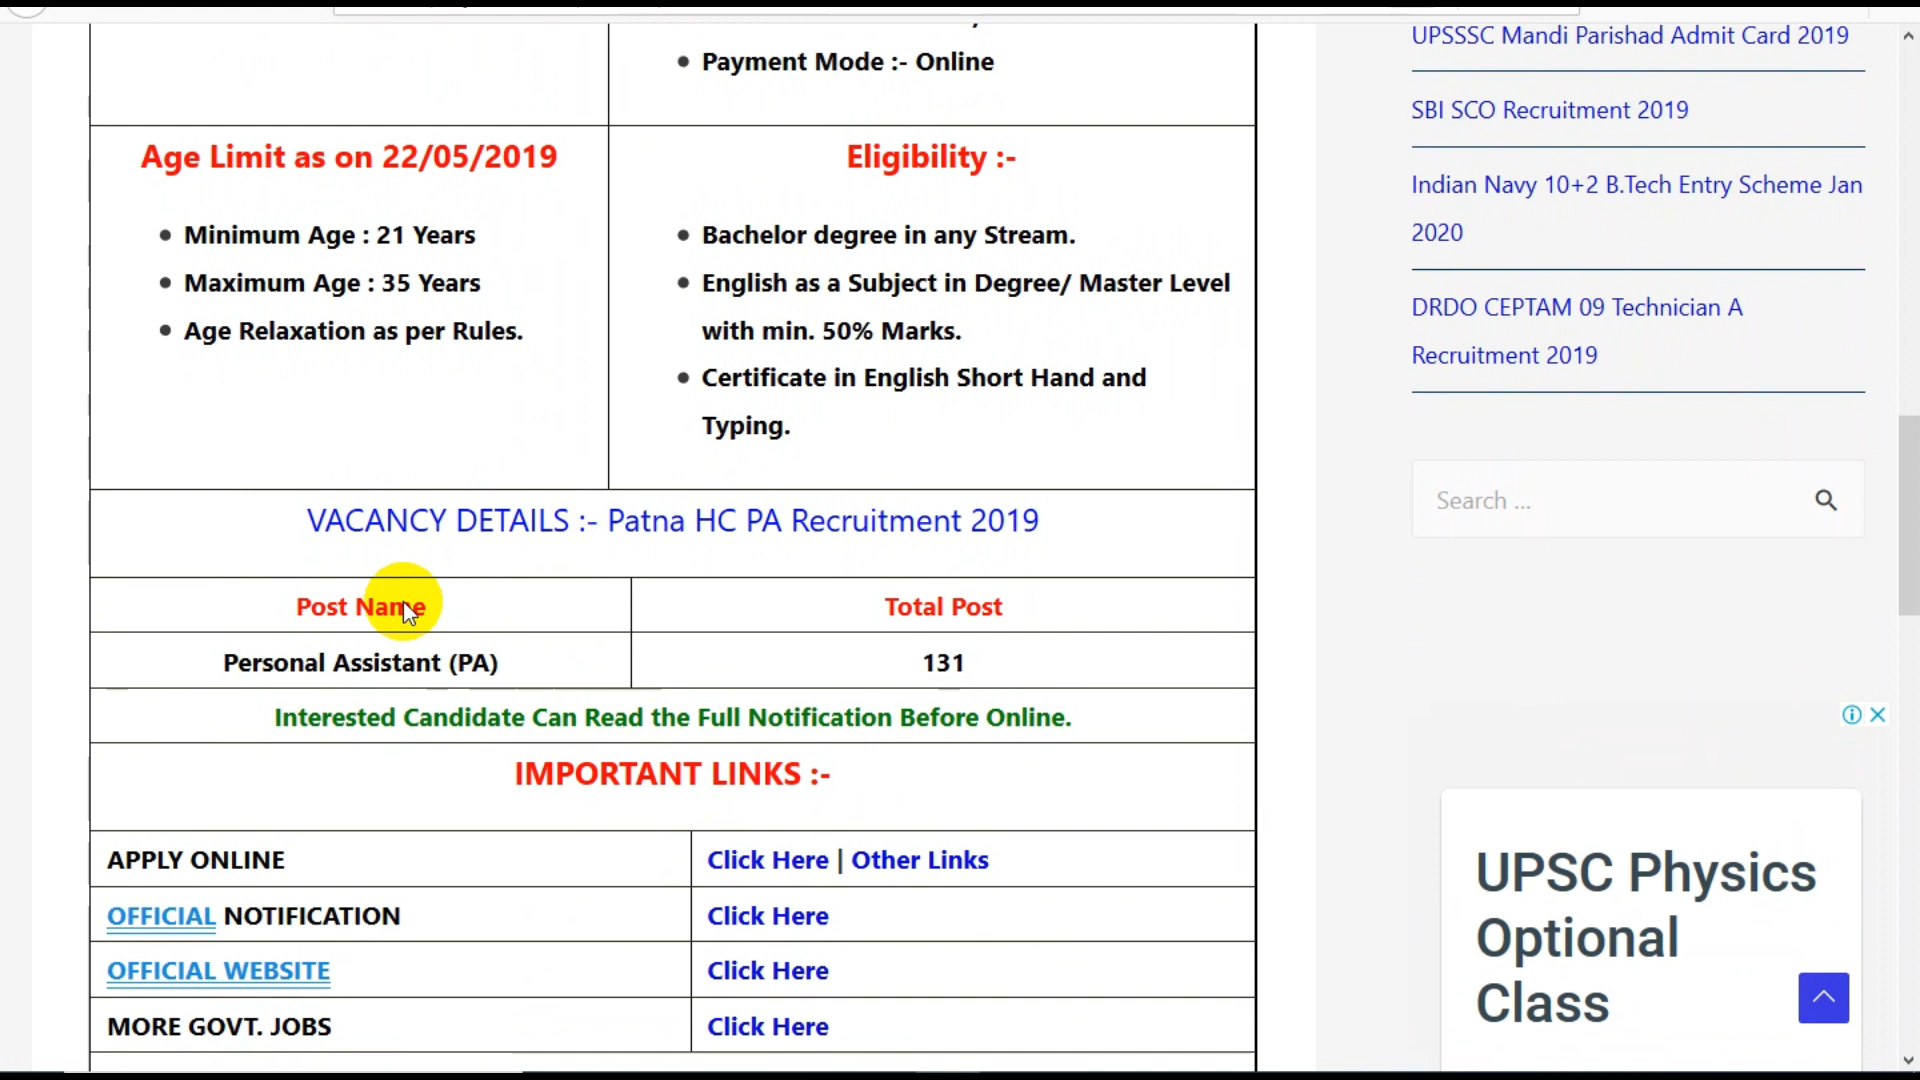 Payment Mode :- Online
Age Limit as on 22/05/2019
Minimum Age : 21 Years
Maximum Age : 35 Years
Age Relaxation as per Rules.
Eligibility :-
Bachelor degree in any Stream.
English as a Subject in Degree/ Master Level
with min. 50% Marks.
Certificate in English Short Hand and
Typing.
VACANCY DETAILS :- Patna HC PA Recruitment 2019
Post Name
Total Post
Personal Assistant (PA)
131
Interested Candidate Can Read the Full Notification Before Online.
IMPORTANT LINKS :-
APPLY ONLINE
Click Here | Other Links
OFFICIAL NOTIFICATION
Click Here
OFFICIAL WEBSITE
Click Here
MORE GOVT. JOBS
Click Here
UPSSSC Mandi Parishad Admit Card 2019
SBI SCO Recruitment 2019
Indian Navy 10+2 B.Tech Entry Scheme Jan
2020
DRDO CEPTAM 09 Technician A
Recruitment 2019
Search ...
UPSC Physics
Optional
Class